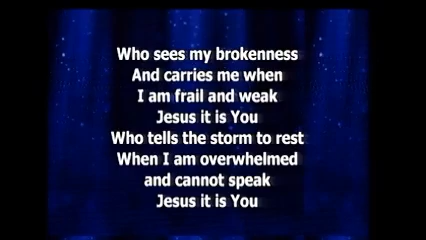 Who sees my brokenness
And carries me when
I am frail and weak
Jesus it is You
Who tells the storm to rest
When I am overwhelmed
and cannot speak
Jesus it is You